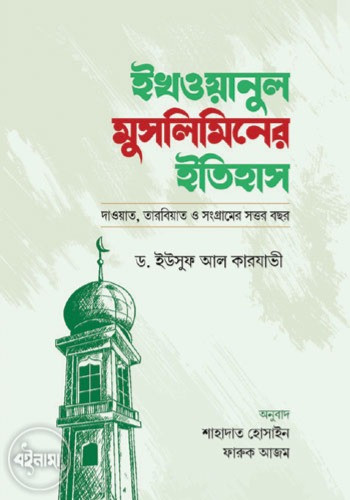 ইখওয়ানুল
মুসলিমিনের
ইতিহাস
দাওয়াত, তারবিয়াত ও সংগ্রামের সত্তর বছর
ড. ইউসুফ আল কারযাভী
অনুবাদ
শাহাদাত হোসাইন
ফারুক আজম
বইনামা